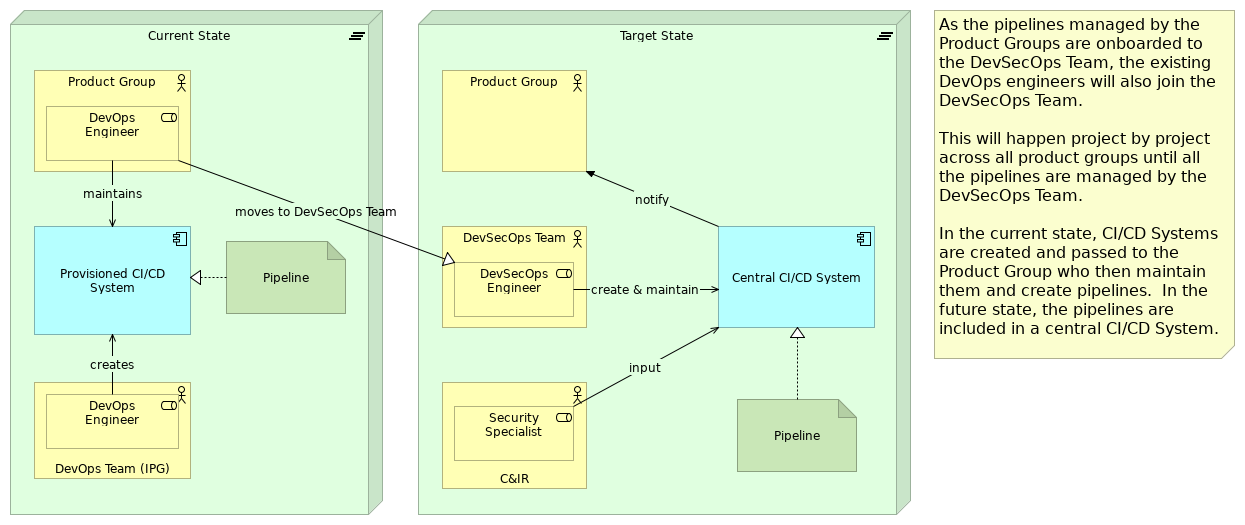 Current State
Product Group
DevOps
Engineer
maintains
moves to DevSecOps Team
Provisioned CI/CD
System
Pipeline
creates
DevOps
Engineer
DevOps Team (IPG)
Target State
Product Group
notify
DevSecOps Team
DevSecOps
Engineer
create & maintain
Central CI/CD System
input
Security
Specialist
C&IR
Pipeline
As the pipelines managed by the
Product Groups are onboarded to
the DevSecOps Team, the existing
DevOps engineers will also join the
DevSecOps Team.
This will happen project by project
across all product groups until all
the pipelines are managed by the
DevSecOps Team.
In the current state, CI/CD Systems
are created and passed to the
Product Group who then maintain
them and create pipelines.  In the
future state, the pipelines are
included in a central CI/CD System.